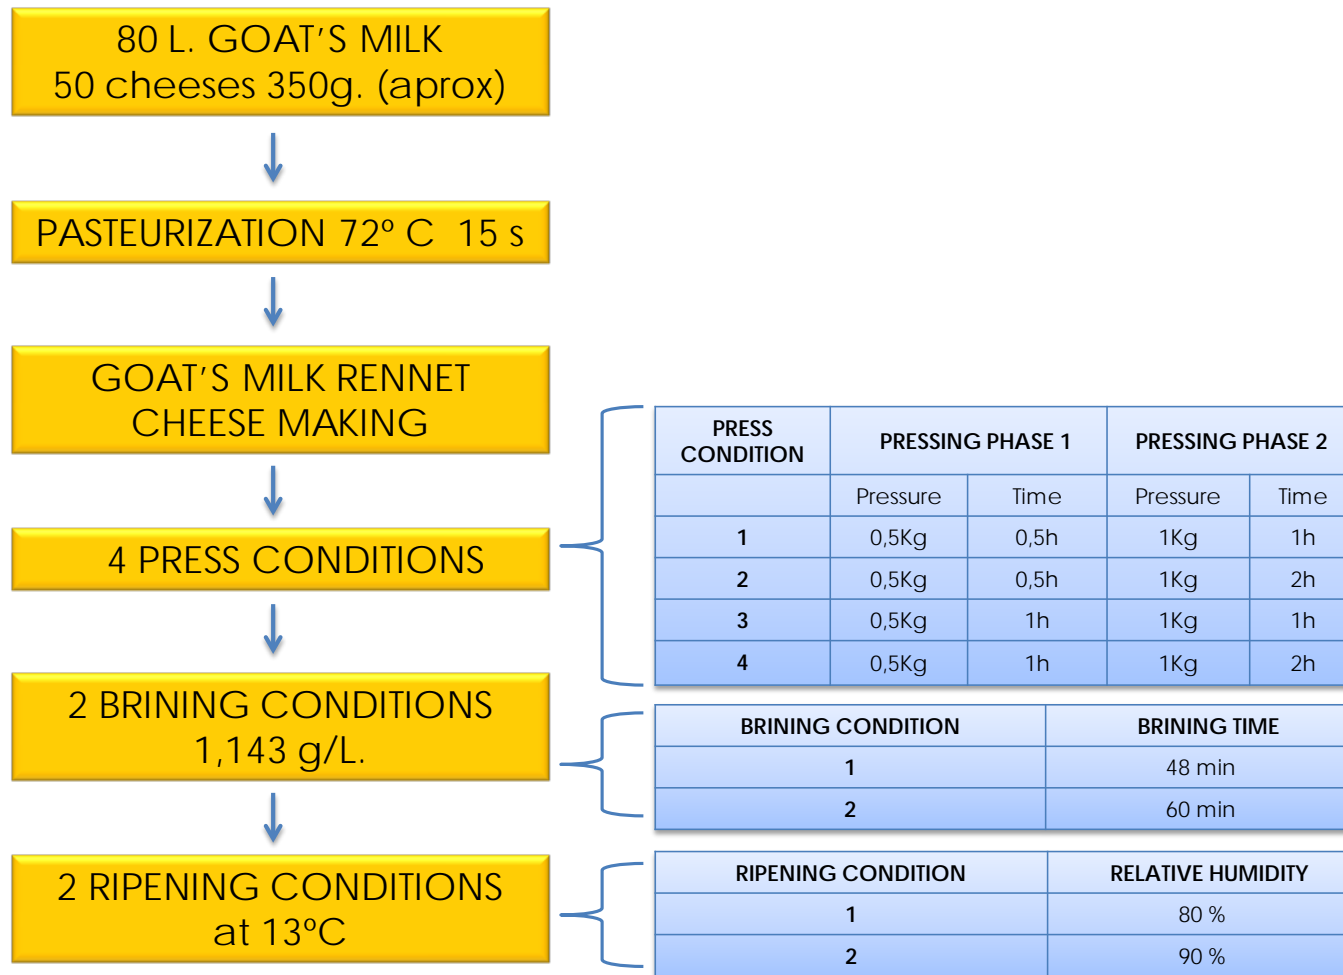 80 L. GOAT'S MILK
50 cheeses 350g. (aprox)
PASTEURIZATION 72º C 15 s
GOAT'S MILK RENNET
CHEESE MAKING
4 PRESS CONDITIONS
PRESS CONDITION PRESSING PHASE 1 PRESSING PHASE 2
Pressure Time Pressure Time
1 0,5Kg 0,5h 1Kg 1h
2 0,5Kg 0,5h 1Kg 2h
3 0,5Kg 1h 1Kg 1h
4 0,5Kg 1h 1Kg 2h
2 BRINING CONDITIONS
1,143 g/L.
BRINING CONDITION BRINING TIME
1 48 min
2 60 min
2 RIPENING CONDITIONS
at 13ºC
RIPENING CONDITION RELATIVE HUMIDITY
1 80 %
2 90 %